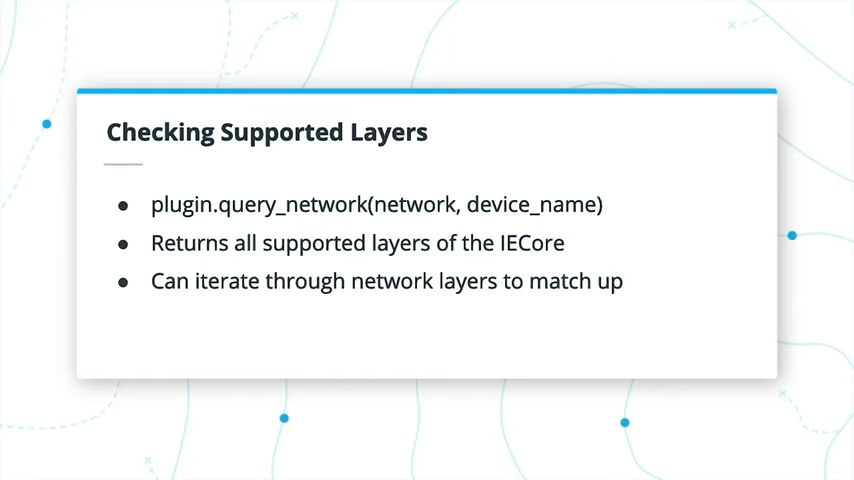 Checking Supported Layers
● plugin.query_network(network, device_name)
● Returns all supported layers of the IECore
● Can iterate through network layers to match up